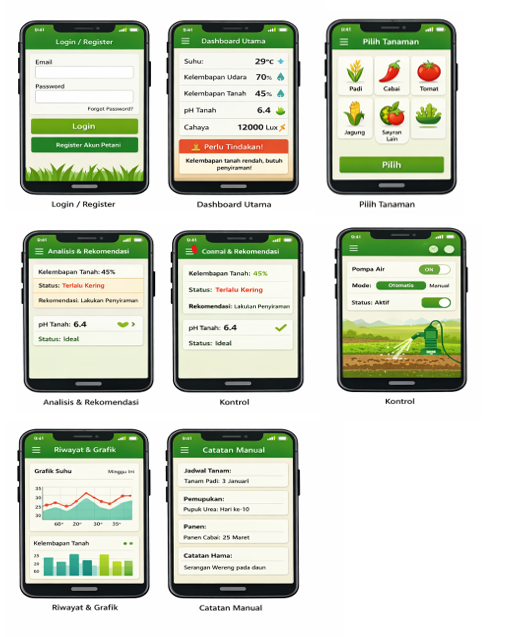 9:41
Login / Register
Email
Password
Forgot Password?
Login
Register Akun Petani
Login / Register
9:41
Dashboard Utama
Suhu: 29°C
Kelembapan Udara 70%
Kelembapan Tanah 45%
pH Tanah 6.4
Cahaya 12000 Lux
Perlu Tindakan!
Kelembapan tanah rendah, butuh
penyiraman!
Dashboard Utama
9:41
Pilih Tanaman
Padi Cabai Tomat
Jagung Sayran
Lain
Pilih
Pilih Tanaman
9:41
Analisis & Rekomendasi
Kelembapan Tanah: 45%
Status: Terlalu Kering
Rekomendasi: Lakukan Penyiraman
pH Tanah: 6.4
Status: Ideal
Analisis & Rekomendasi
9:41
& Rekomendasi
Kelembapan Tanah: 45%
Status: Terlalu Kering
Rekomendasi: Lakulan Penyiraman
pH Tanah: 6.4
Status: Ideal
Kontrol
9:41
Pompa Air ON
Mode: Otomatis Manual
Status: Aktif
Kontrol
9:41
Riwayat & Grafik
Grafik Suhu Minggu Ini
35
30
25
30
60° 20° 30° 35°
Kelembapan Tanah
25
20
60
Riwayat & Grafik
9:41
Catatan Manual
Jadwal Tanam:
Tanam Padi: 3 Januari
Pemupukan:
Pupuk Urea: Hari ke-10
Panen:
Panen Cabai: 25 Maret
Catatan Hama:
Serangan Wereng pada daun
Catatan Manual